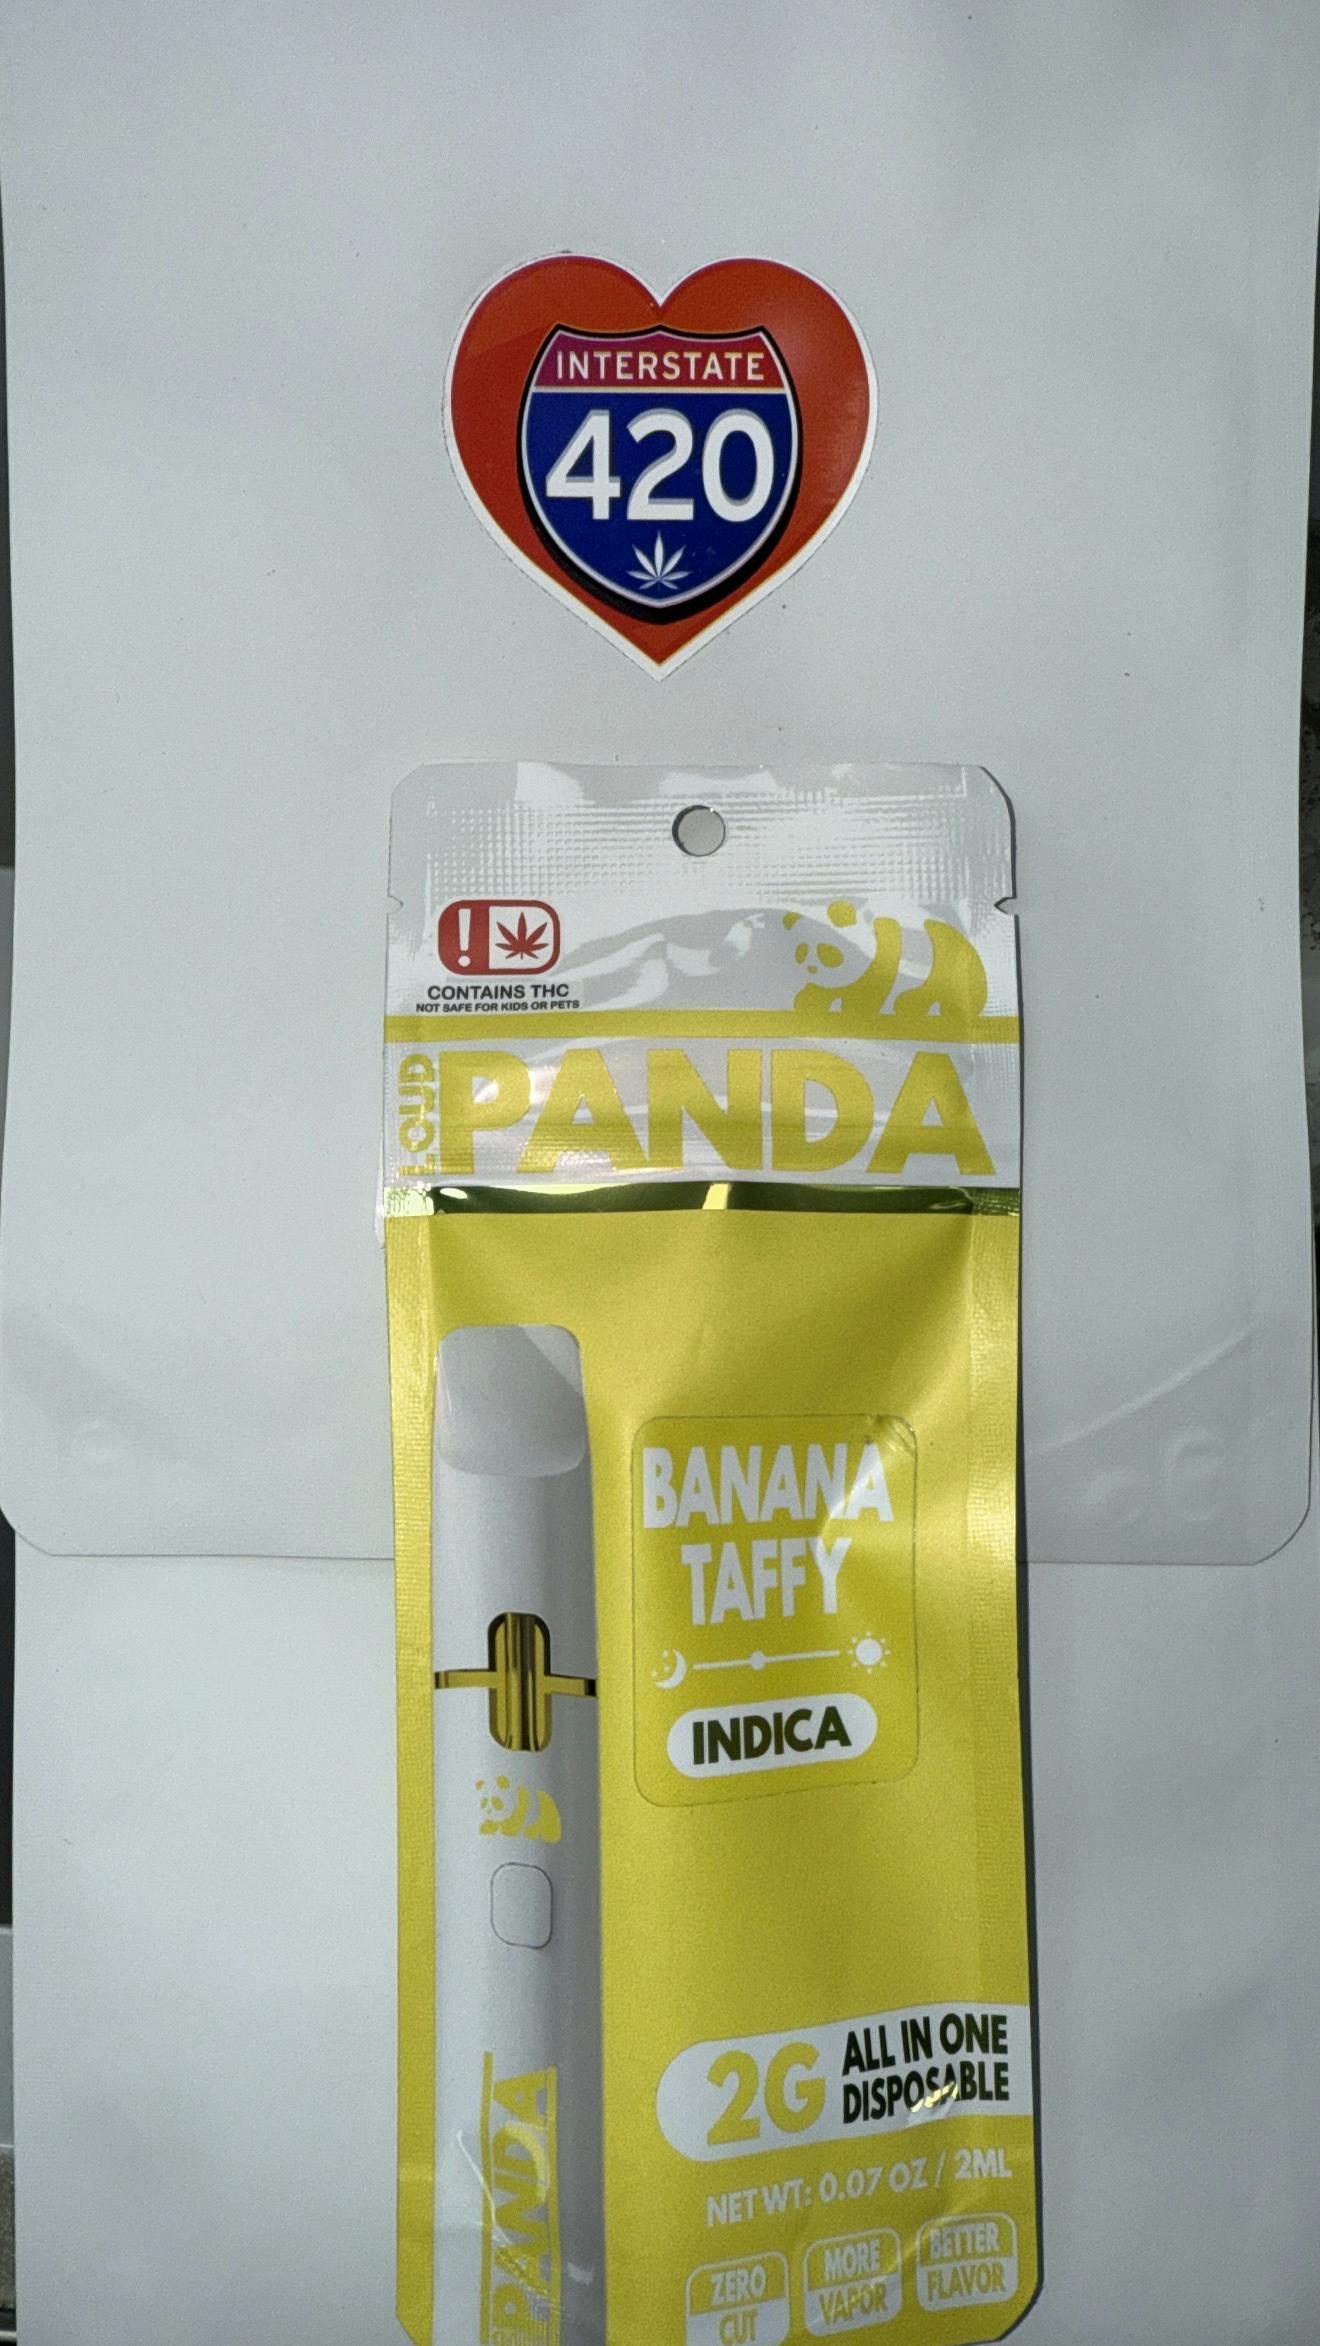 INTERSTATE
420
!
CONTAINS THC
NOT SAFE FOR KIDS OR PETS
LOUD
PANDA
BANANA
TAFFY
INDICA
2G
ALL IN ONE
DISPOSABLE
NET WT: 0.07 OZ / 2ML
ZERO
CUT
MORE
VAPOR
BETTER
FLAVOR
PANDA